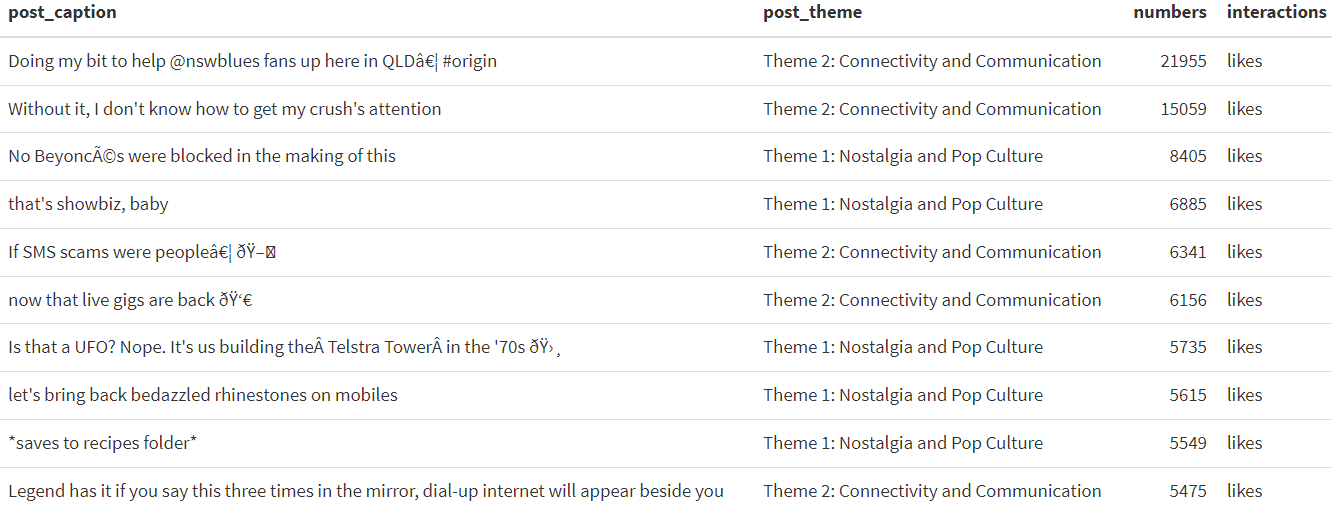 post_caption post_theme numbers interactions
Doing my bit to help @nswblues fans up here in QLDâ€¦ #origin Theme 2: Connectivity and Communication 21955 likes
Without it, I don't know how to get my crush's attention Theme 2: Connectivity and Communication 15059 likes
No BeyoncÃ©s were blocked in the making of this Theme 1: Nostalgia and Pop Culture 8405 likes
that's showbiz, baby Theme 1: Nostalgia and Pop Culture 6885 likes
If SMS scams were peopleâ€¦ ðŸ–• Theme 2: Connectivity and Communication 6341 likes
now that live gigs are back ðŸ‘€ Theme 2: Connectivity and Communication 6156 likes
Is that a UFO? Nope. It's us building theÂ Telstra TowerÂ in the '70s ðŸ›¸ Theme 1: Nostalgia and Pop Culture 5735 likes
let's bring back bedazzled rhinestones on mobiles Theme 1: Nostalgia and Pop Culture 5615 likes
*saves to recipes folder* Theme 1: Nostalgia and Pop Culture 5549 likes
Legend has it if you say this three times in the mirror, dial-up internet will appear beside you Theme 2: Connectivity and Communication 5475 likes